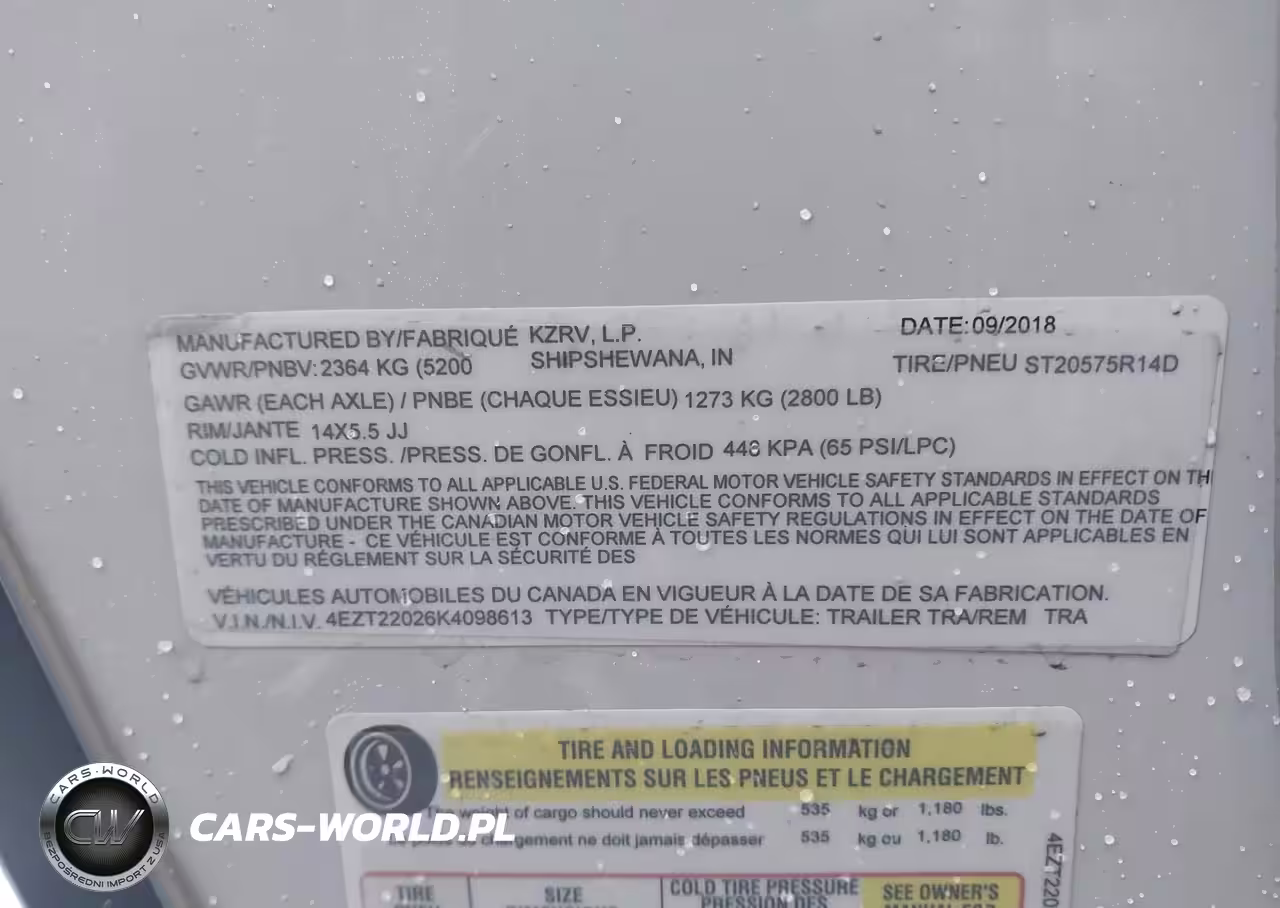 MANUFACTURED BY/FABRIQUÉ KZRV, L.P. DATE: 09/2018
GVWR/PNBV: 2364 KG (5200 SHIPSHEWANA, IN TIRE/PNEU ST20575R14D
GAWR (EACH AXLE) / PNBE (CHAQUE ESSIEU) 1273 KG (2800 LB)
RIM/JANTE 14X5.5 JJ
COLD INFL. PRESS. /PRESS. DE GONFL. À FROID 448 KPA (65 PSI/LPC)
THIS VEHICLE CONFORMS TO ALL APPLICABLE U.S. FEDERAL MOTOR VEHICLE SAFETY STANDARDS IN EFFECT ON TH
DATE OF MANUFACTURE SHOWN ABOVE. THIS VEHICLE CONFORMS TO ALL APPLICABLE STANDARDS
PRESCRIBED UNDER THE CANADIAN MOTOR VEHICLE SAFETY REGULATIONS IN EFFECT ON THE DATE OF
MANUFACTURE - CE VÉHICULE EST CONFORME À TOUTES LES NORMES QUI LUI SONT APPLICABLES EN
VERTU DU RÉGLEMENT SUR LA SÉCURITÉ DES
VÉHICULES AUTOMOBILES DU CANADA EN VIGUEUR À LA DATE DE SA FABRICATION.
V.I.N./N.I.V. 4EZT22026K4098613 TYPE/TYPE DE VÉHICULE: TRAILER TRA/REM TRA
TIRE AND LOADING INFORMATION
RENSEIGNEMENTS SUR LES PNEUS ET LE CHARGEMENT
The weight of cargo should never exceed 535 kg or 1,180 lbs.
chargement ne doit jamais dépasser 535 kg ou 1,180 lb.
TIRE SIZE COLD TIRE PRESSURE SEE OWNER'S
PRESSION DES
4EZT220
CARS-WORLD
CW
BEZPOŚREDNI IMPORT Z USA
CARS-WORLD.PL